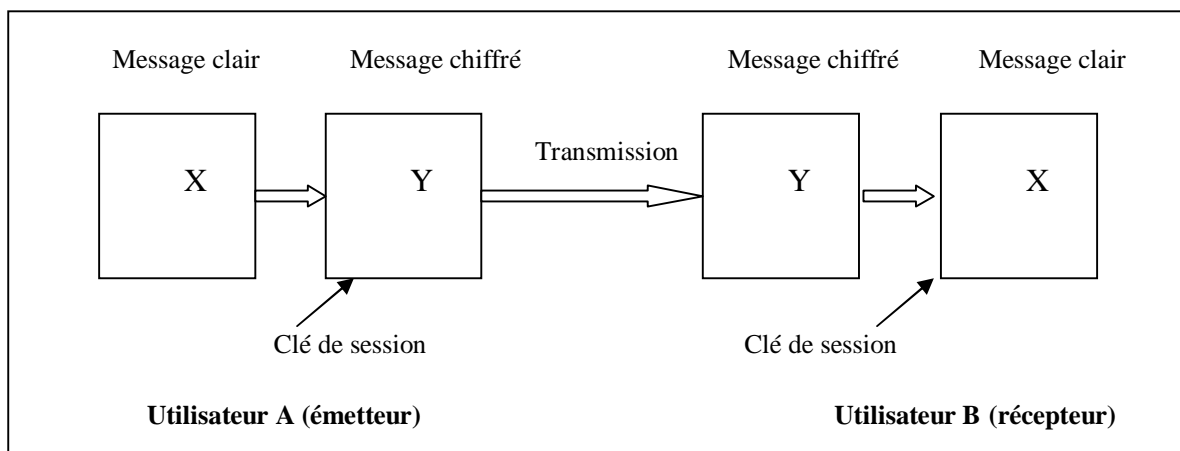 Message clair Message chiffré Message chiffré Message clair
X Y Transmission Y X
Clé de session Clé de session
Utilisateur A (émetteur) Utilisateur B (récepteur)